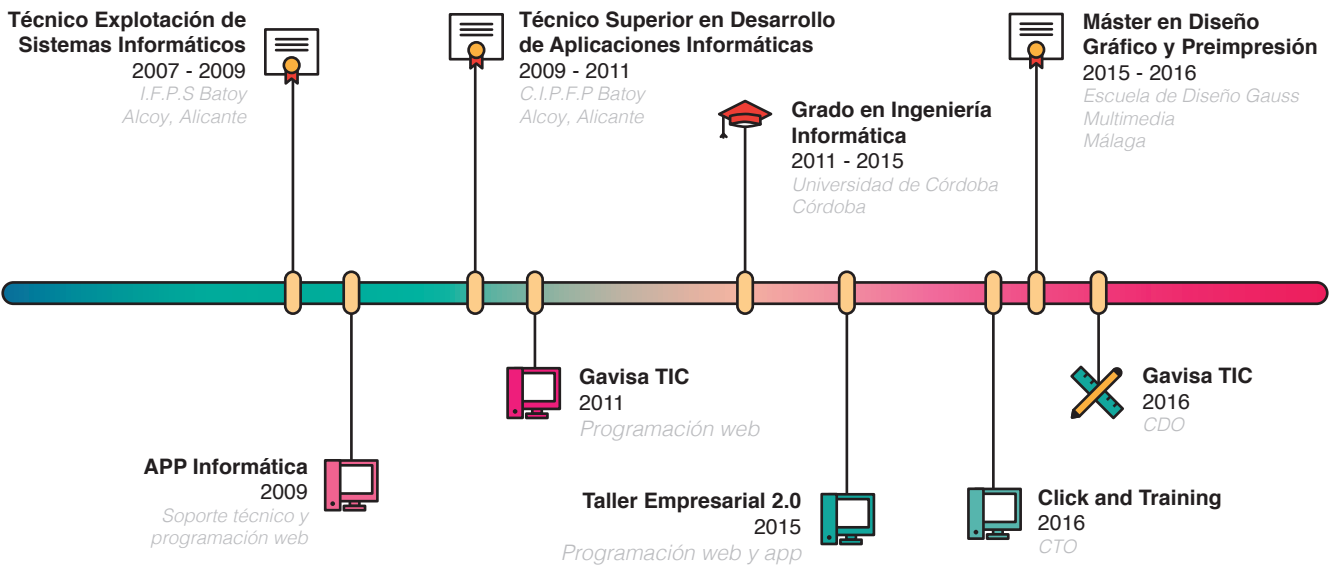 Técnico Explotación de
Sistemas Informáticos
2007 - 2009
I.F.P.S Batoy
Alcoy, Alicante
Técnico Superior en Desarrollo
de Aplicaciones Informáticas
2009 - 2011
C.I.P.F.P Batoy
Alcoy, Alicante
Grado en Ingeniería
Informática
2011 - 2015
Universidad de Córdoba
Córdoba
Máster en Diseño
Gráfico y Preimpresión
2015 - 2016
Escuela de Diseño Gauss
Multimedia
Málaga
APP Informática
2009
Soporte técnico y
programación web
Gavisa TIC
2011
Programación web
Taller Empresarial 2.0
2015
Programación web y app
Click and Training
2016
CTO
Gavisa TIC
2016
CDO